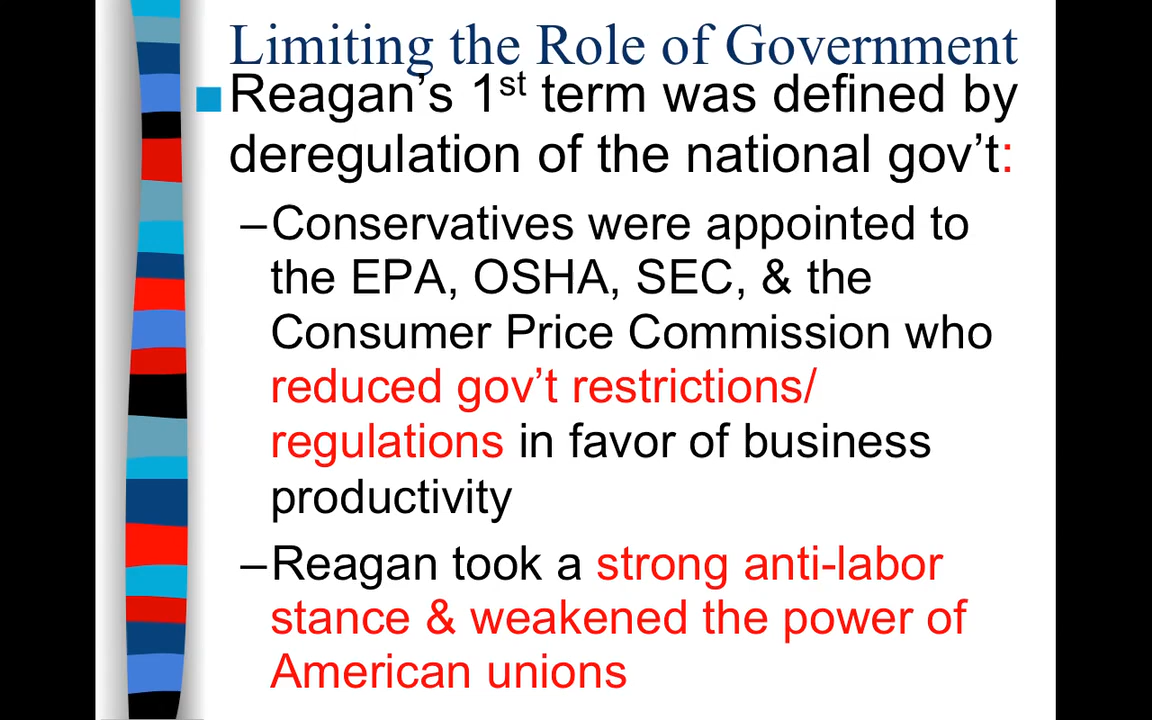 Limiting the Role of Government
Reagan’s 1st term was defined by
deregulation of the national gov’t:
–Conservatives were appointed to
the EPA, OSHA, SEC, & the
Consumer Price Commission who
reduced gov’t restrictions/
regulations in favor of business
productivity
–Reagan took a strong anti-labor
stance & weakened the power of
American unions